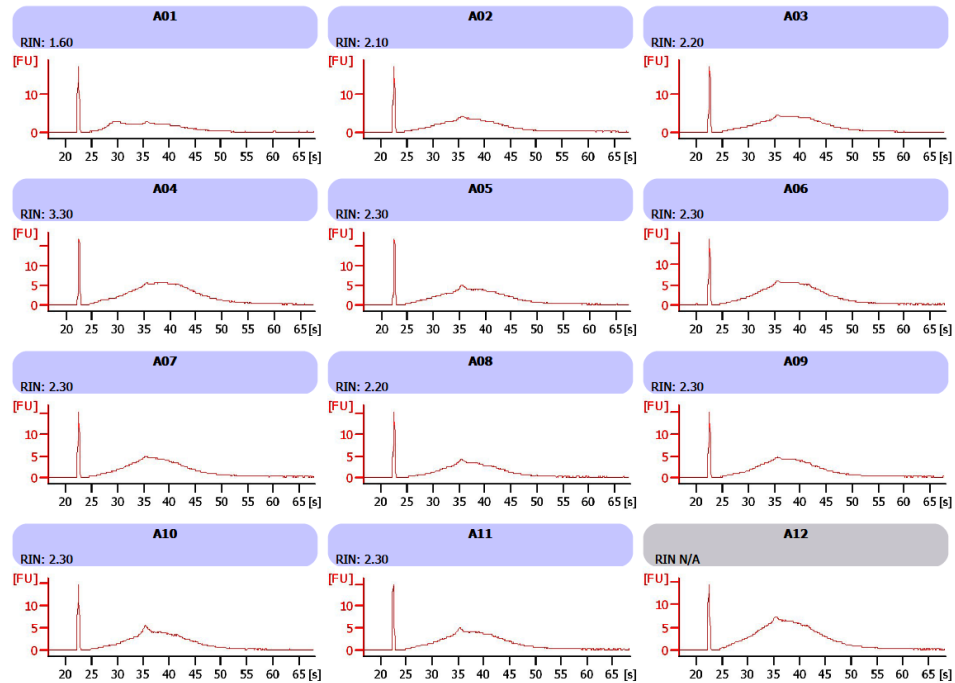 A01
RIN: 1.60
[FU]
10
0
20 25 30 35 40 45 50 55 60 65 [s]
A02
RIN: 2.10
[FU]
10
0
20 25 30 35 40 45 50 55 60 65 [s]
A03
RIN: 2.20
[FU]
10
0
20 25 30 35 40 45 50 55 60 65 [s]
A04
RIN: 3.30
[FU]
10
5
0
20 25 30 35 40 45 50 55 60 65 [s]
A05
RIN: 2.30
[FU]
10
5
0
20 25 30 35 40 45 50 55 60 65 [s]
A06
RIN: 2.30
[FU]
10
5
0
20 25 30 35 40 45 50 55 60 65 [s]
A07
RIN: 2.30
[FU]
10
5
0
20 25 30 35 40 45 50 55 60 65 [s]
A08
RIN: 2.20
[FU]
10
5
0
20 25 30 35 40 45 50 55 60 65 [s]
A09
RIN: 2.30
[FU]
10
5
0
20 25 30 35 40 45 50 55 60 65 [s]
A10
RIN: 2.30
[FU]
10
5
0
20 25 30 35 40 45 50 55 60 65 [s]
A11
RIN: 2.30
[FU]
10
5
0
20 25 30 35 40 45 50 55 60 65 [s]
A12
RIN N/A
[FU]
10
5
0
20 25 30 35 40 45 50 55 60 65 [s]